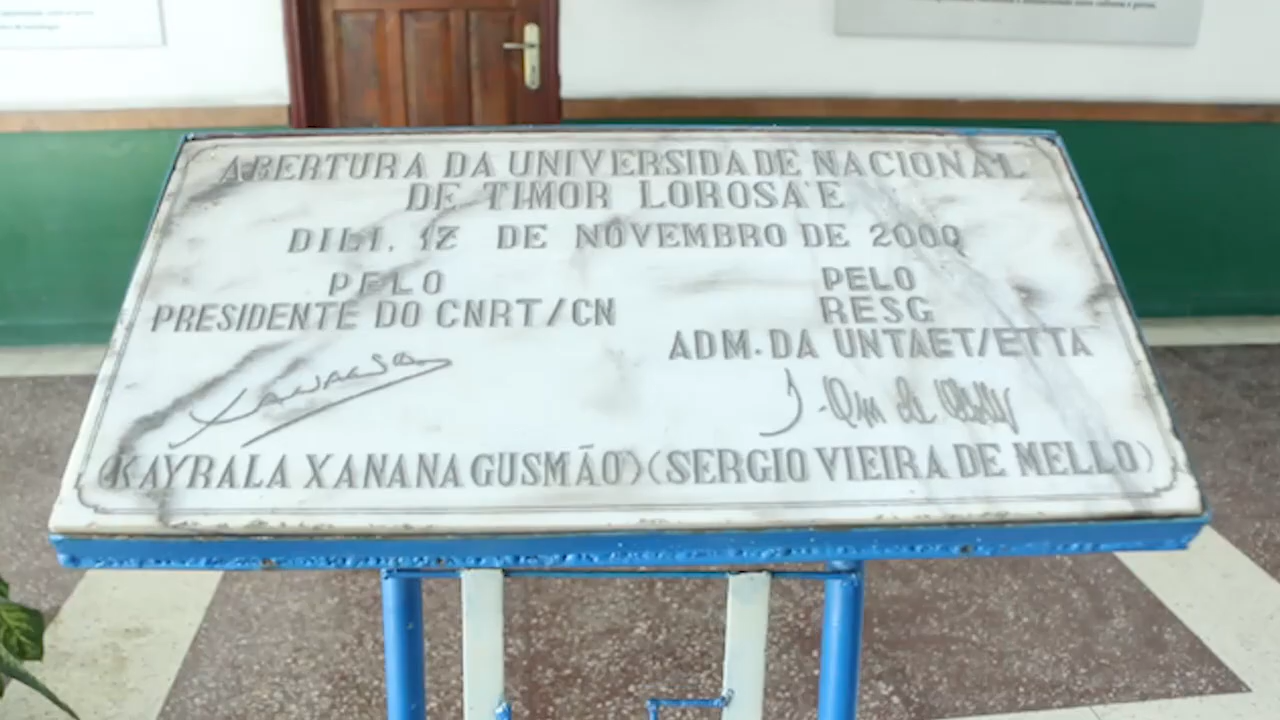 ABERTURA DA UNIVERSIDADE NACIONAL
DE TIMOR LOROSA'E
DILI, 17 DE NOVEMBRO DE 2000
PELO
PRESIDENTE DO CNRT/CN
PELO
RESG
ADM. DA UNTAET/ETTA
Xanana
(KAYRALA XANANA GUSMÃO) (SERGIO VIEIRA DE MELLO)